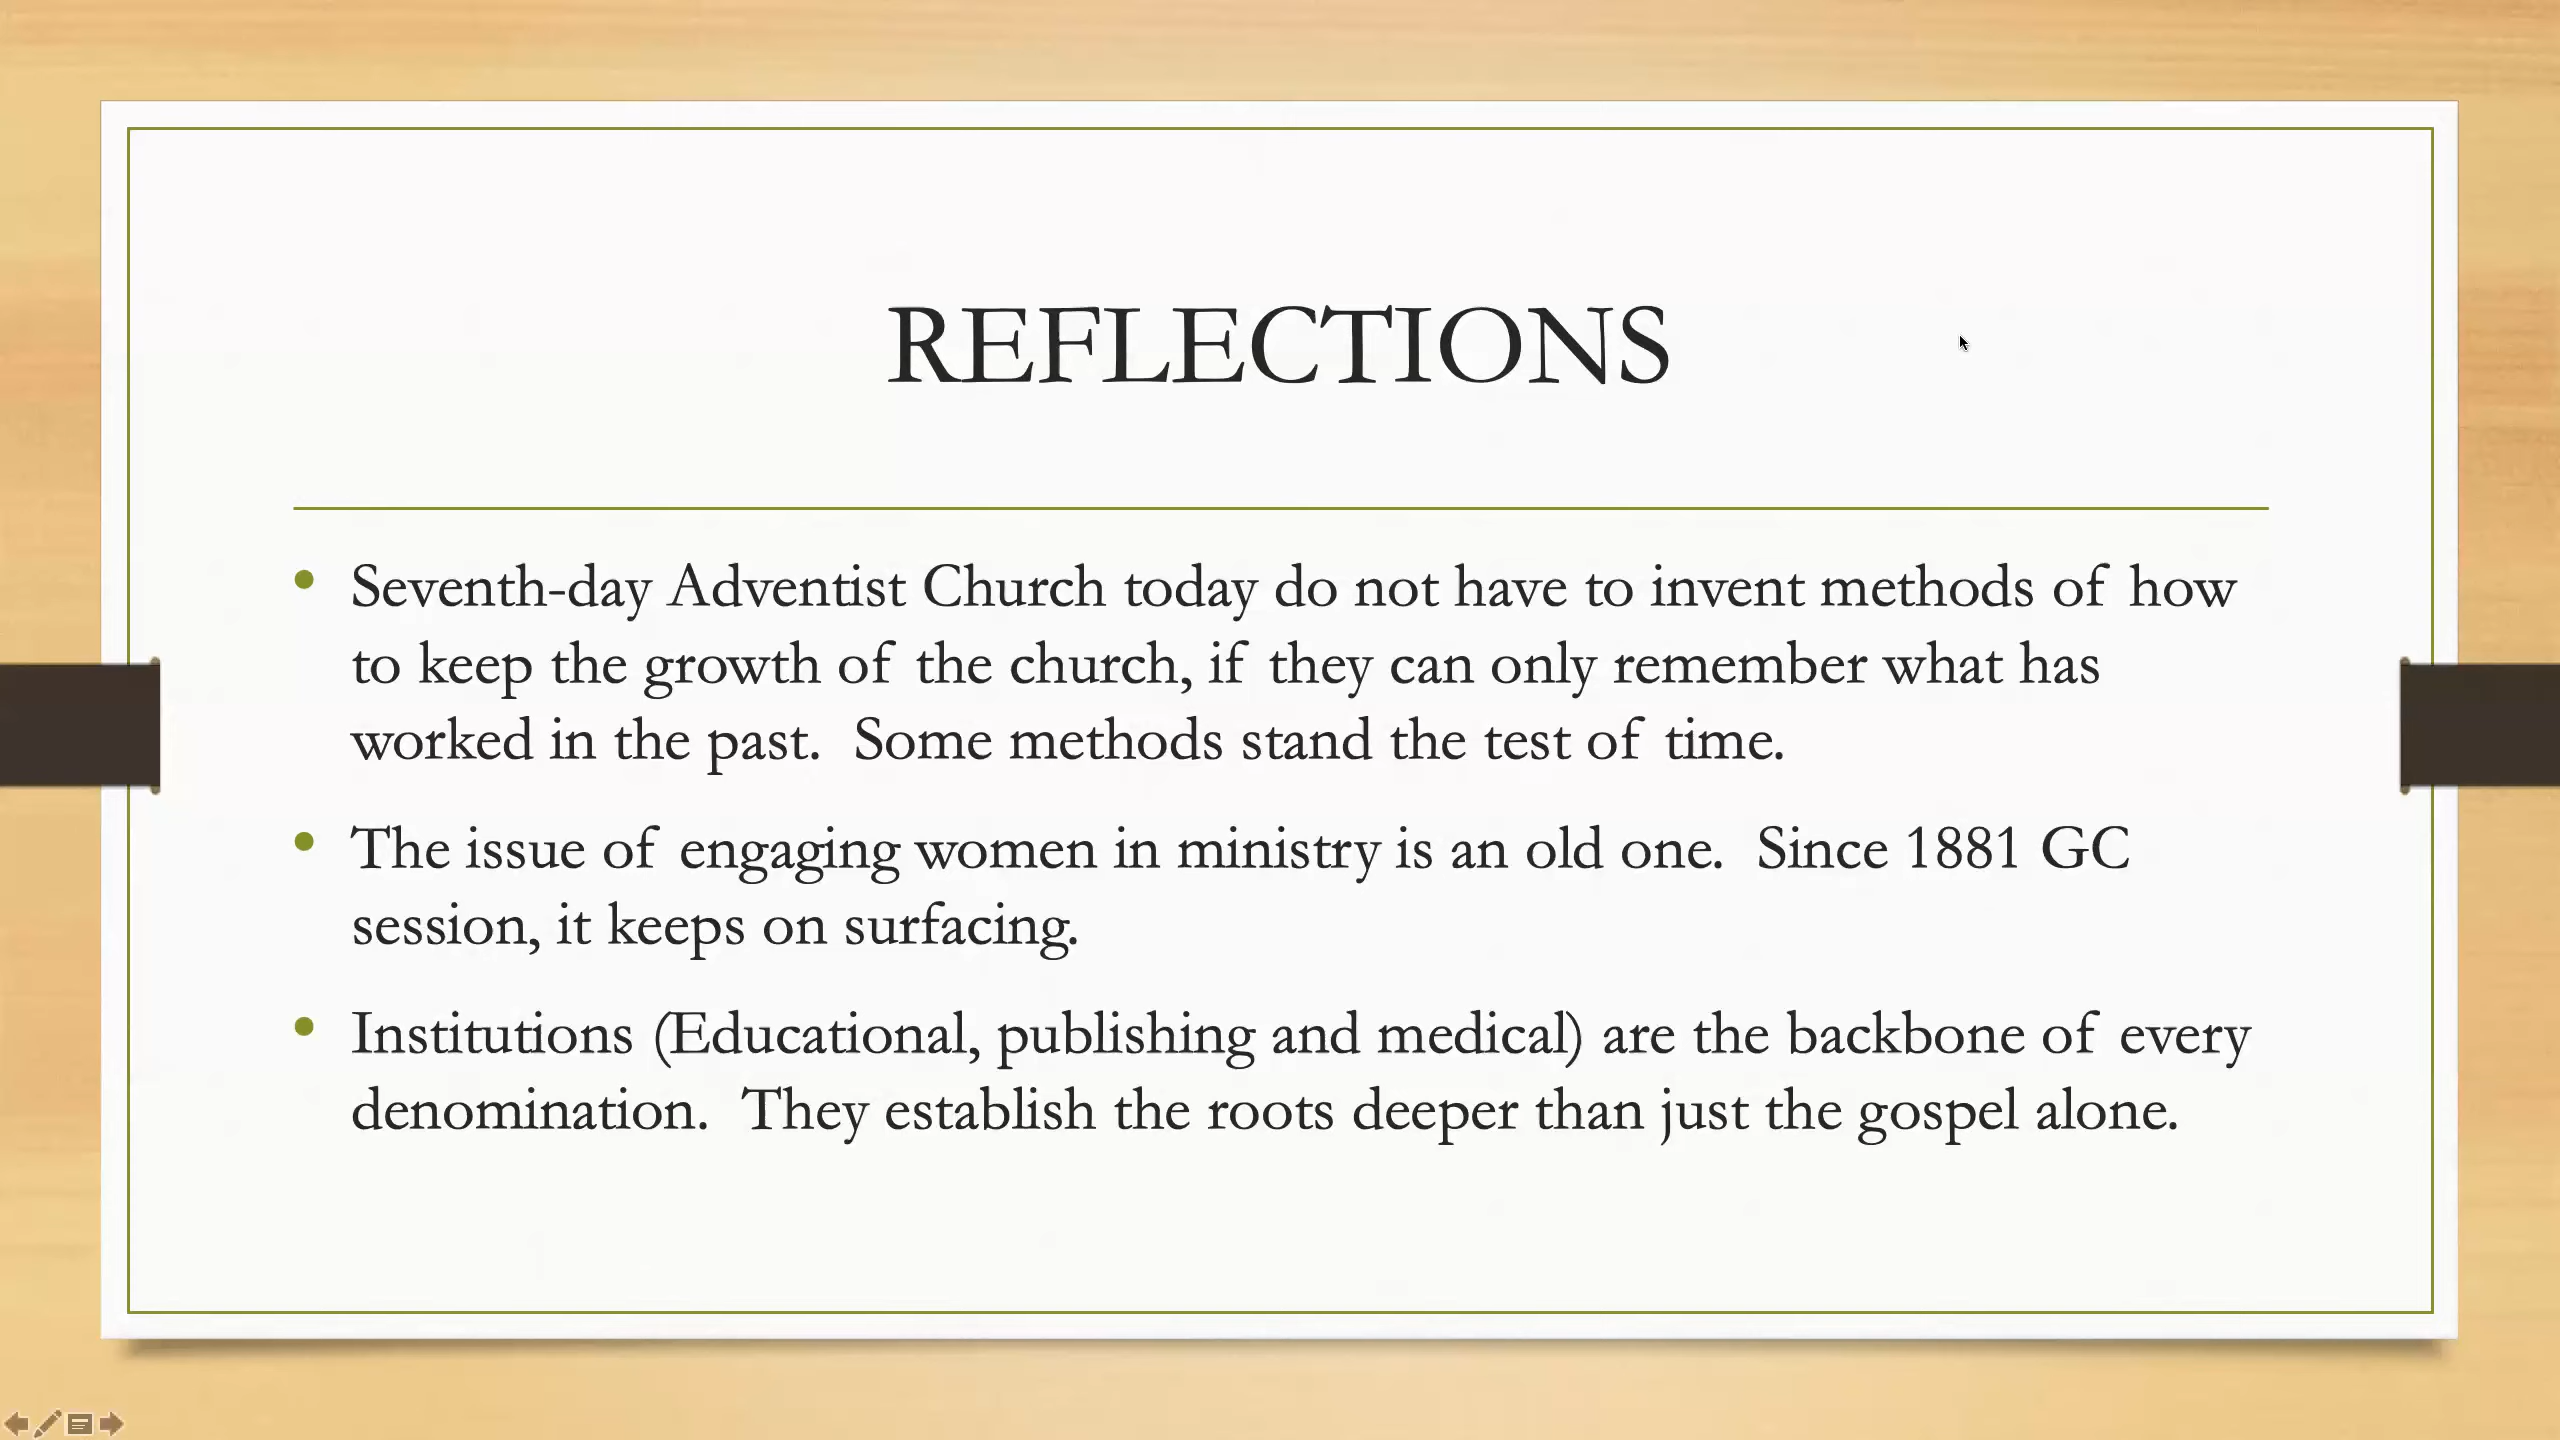 REFLECTIONS
• Seventh-day Adventist Church today do not have to invent methods of how
to keep the growth of the church, if they can only remember what has
worked in the past.  Some methods stand the test of time.
• The issue of engaging women in ministry is an old one.  Since 1881 GC
session, it keeps on surfacing.
• Institutions (Educational, publishing and medical) are the backbone of every
denomination.  They establish the roots deeper than just the gospel alone.